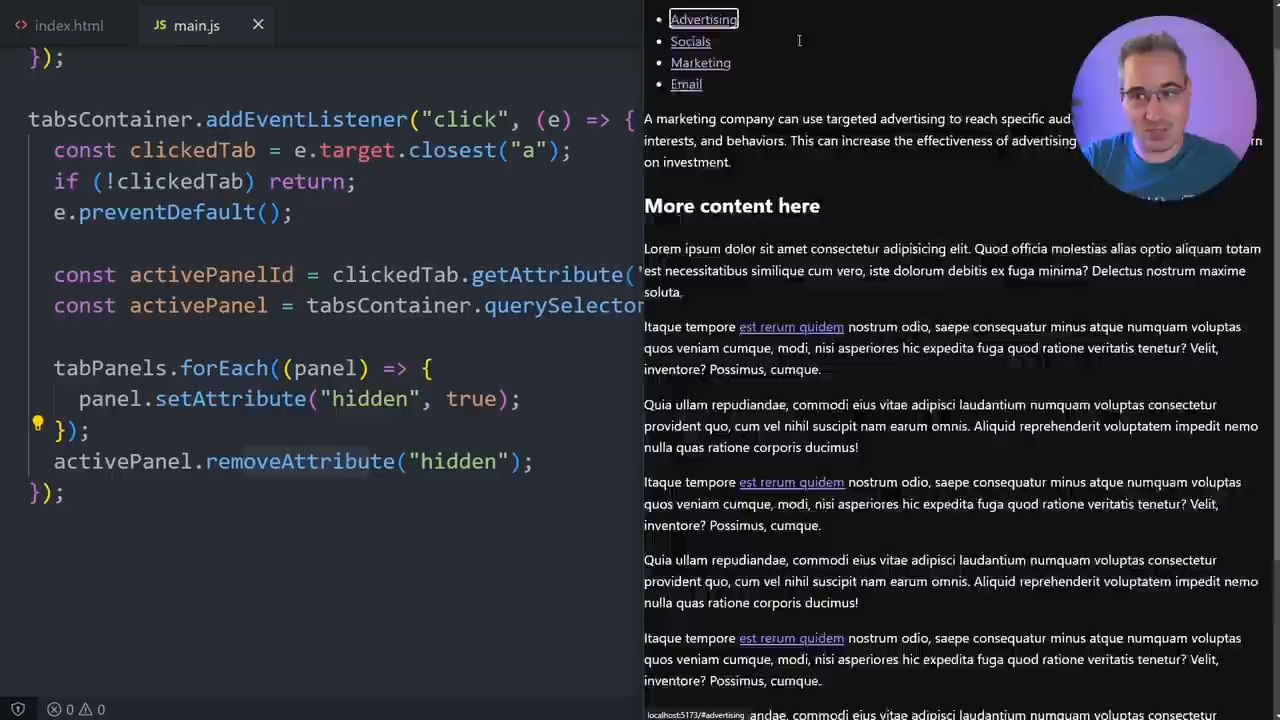 index.html
JS main.js
});
tabsContainer.addEventListener("click", (e) => {
const clickedTab = e.target.closest("a");
if (!clickedTab) return;
e.preventDefault();
const activePanelId = clickedTab.getAttribute(
const activePanel = tabsContainer.querySelector
tabPanels.forEach((panel) => {
panel.setAttribute("hidden", true);
});
activePanel.removeAttribute("hidden");
});
0 0
Advertising
Socials
Marketing
Email
A marketing company can use targeted advertising to reach specific
interests, and behaviors. This can increase the effectiveness of advertising
on investment.
More content here
Lorem ipsum dolor sit amet consectetur adipisicing elit. Quod officia molestias alias optio aliquam totam
est necessitatibus similique cum vero, iste dolorum debitis ex fuga minima? Delectus nostrum maxime
soluta.
Itaque tempore est rerum quidem nostrum odio, saepe consequatur minus atque numquam voluptas
quos veniam cumque, modi, nisi asperiores hic expedita fuga quod ratione veritatis tenetur? Velit,
inventore? Possimus, cumque.
Quia ullam repudiandae, commodi eius vitae adipisci laudantium numquam voluptas consectetur
provident quo, cum vel nihil suscipit nam earum omnis. Aliquid reprehenderit voluptatem impedit nemo
nulla quas ratione corporis ducimus!
Itaque tempore est rerum quidem nostrum odio, saepe consequatur minus atque numquam voluptas
quos veniam cumque, modi, nisi asperiores hic expedita fuga quod ratione veritatis tenetur? Velit,
inventore? Possimus, cumque.
Quia ullam repudiandae, commodi eius vitae adipisci laudantium numquam voluptas consectetur
provident quo, cum vel nihil suscipit nam earum omnis. Aliquid reprehenderit voluptatem impedit nemo
nulla quas ratione corporis ducimus!
Itaque tempore est rerum quidem nostrum odio, saepe consequatur minus atque numquam voluptas
quos veniam cumque, modi, nisi asperiores hic expedita fuga quod ratione veritatis tenetur? Velit,
inventore? Possimus, cumque.
localhost:5173/#advertising andae, commodi eius vitae adipisci laudantium numquam voluptas consectetur